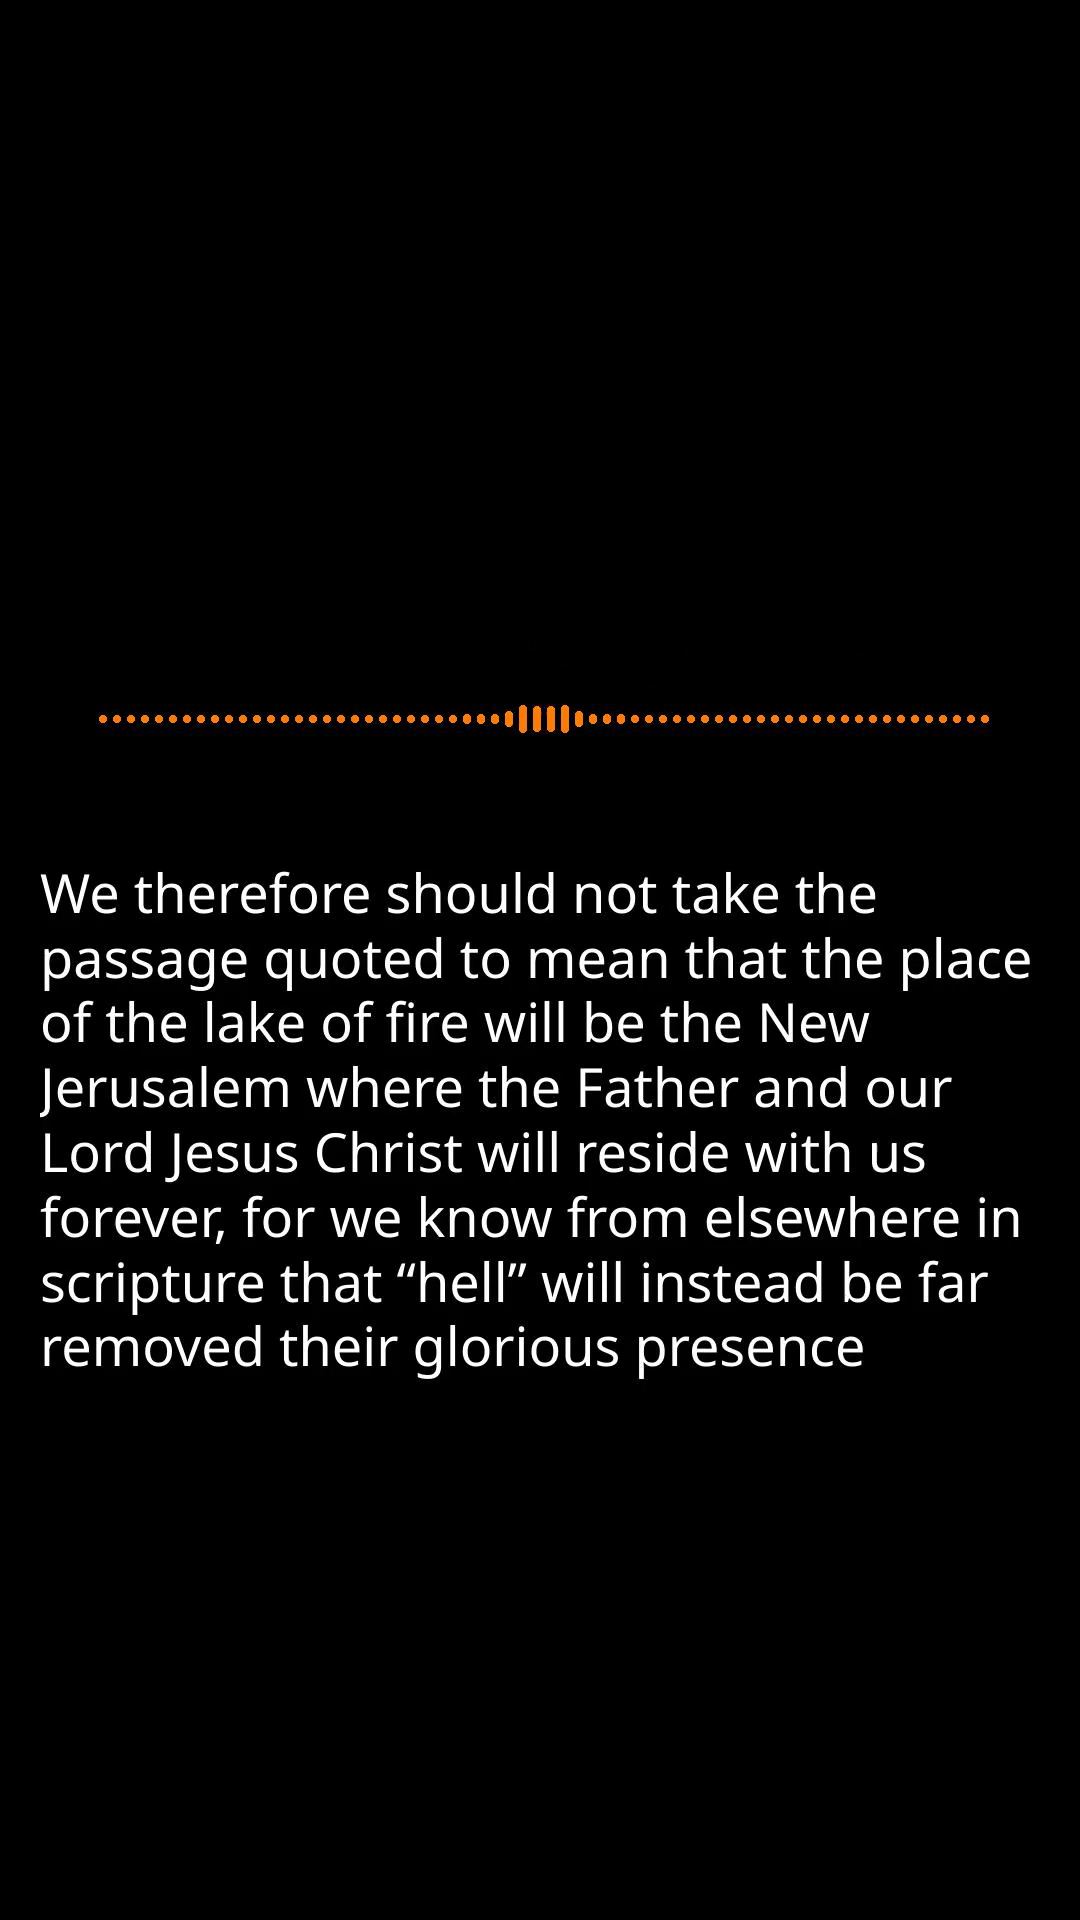 We therefore should not take the
passage quoted to mean that the place
of the lake of fire will be the New
Jerusalem where the Father and our
Lord Jesus Christ will reside with us
forever, for we know from elsewhere in
scripture that “hell” will instead be far
removed their glorious presence